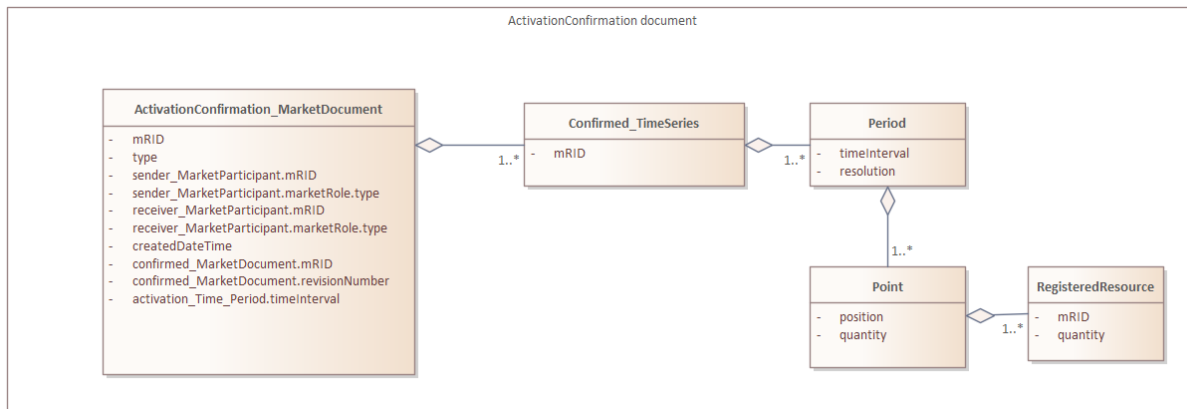 ActivationConfirmation document
ActivationConfirmation_MarketDocument
- mRID
- type
- sender_MarketParticipant.mRID
- sender_MarketParticipant.marketRole.type
- receiver_MarketParticipant.mRID
- receiver_MarketParticipant.marketRole.type
- createdDateTime
- confirmed_MarketDocument.mRID
- confirmed_MarketDocument.revisionNumber
- activation_Time_Period.timeInterval
1..*
Confirmed_TimeSeries
- mRID
1..*
Period
- timeInterval
- resolution
1..*
Point
- position
- quantity
1..*
RegisteredResource
- mRID
- quantity